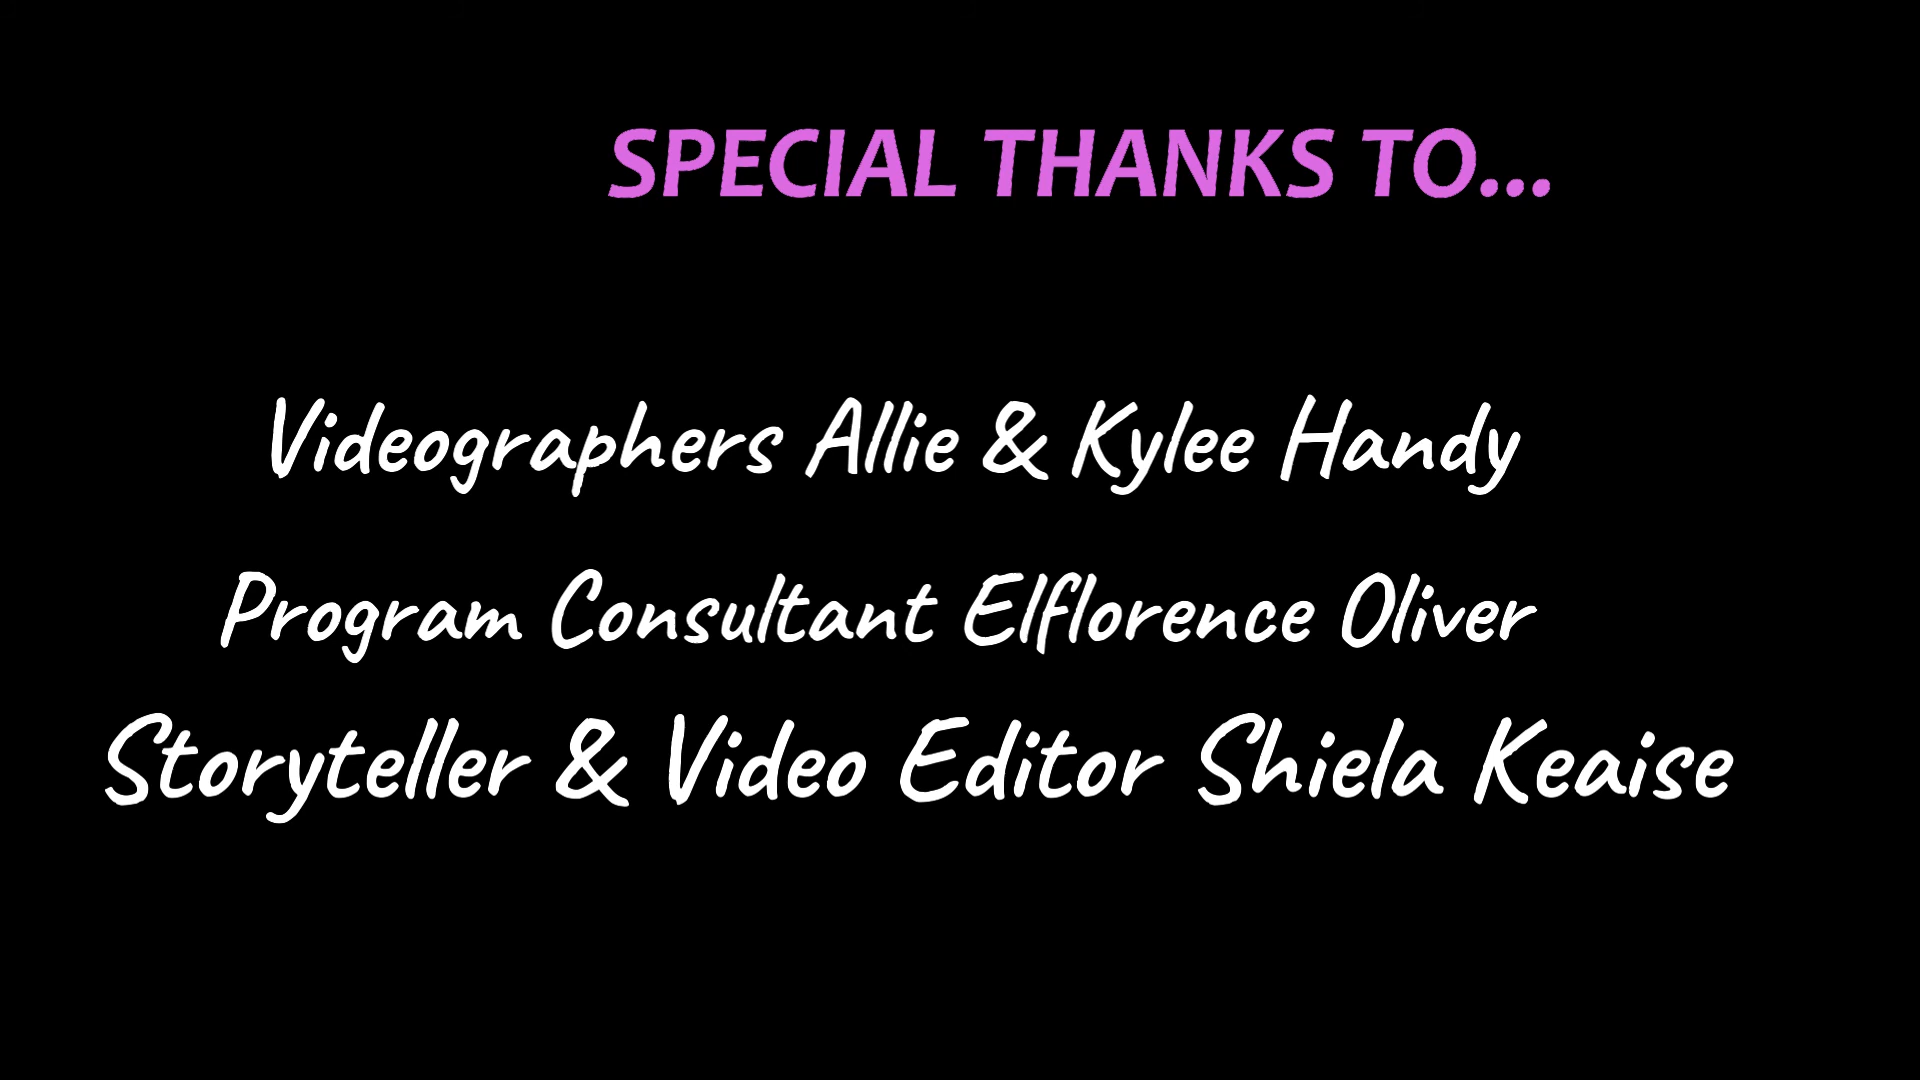 SPECIAL THANKS TO...
Videographers Allie & Kylee Handy
Program Consultant Elflorence Oliver
Storyteller & Video Editor Shiela Keaise